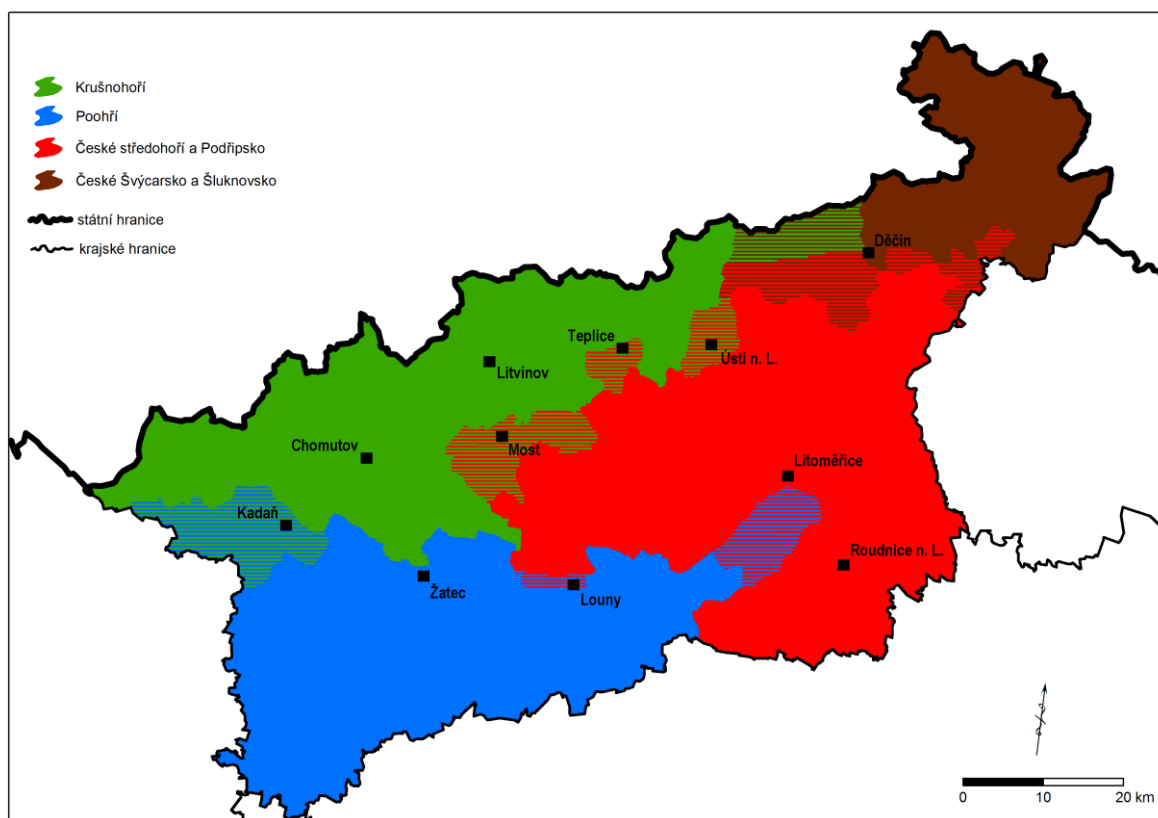 Krušnohoří
Poohří
České středohoří a Podřipsko
České Švýcarsko a Šluknovsko
státní hranice
krajské hranice
Děčín
Teplice
Ústí n. L.
Litvinov
Chomutov
Most
Litoměřice
Kadaň
Roudnice n. L.
Žatec
Louny
0 10 20 km